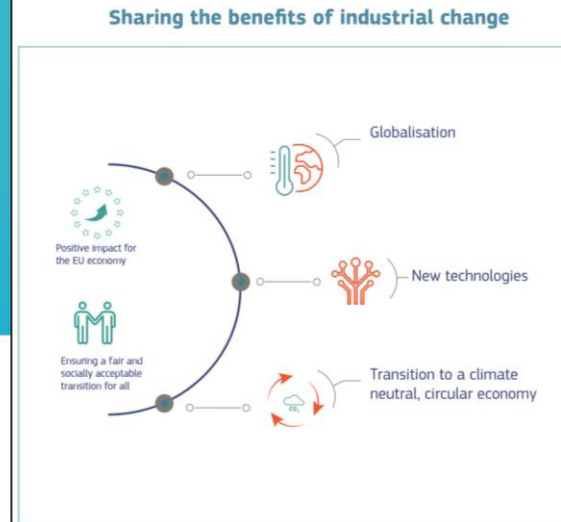 Sharing the benefits of industrial change
Globalisation
Positive impact for
the EU economy
New technologies
Ensuring a fair and
socially acceptable
transition for all
Transition to a climate
neutral, circular economy
CO₂